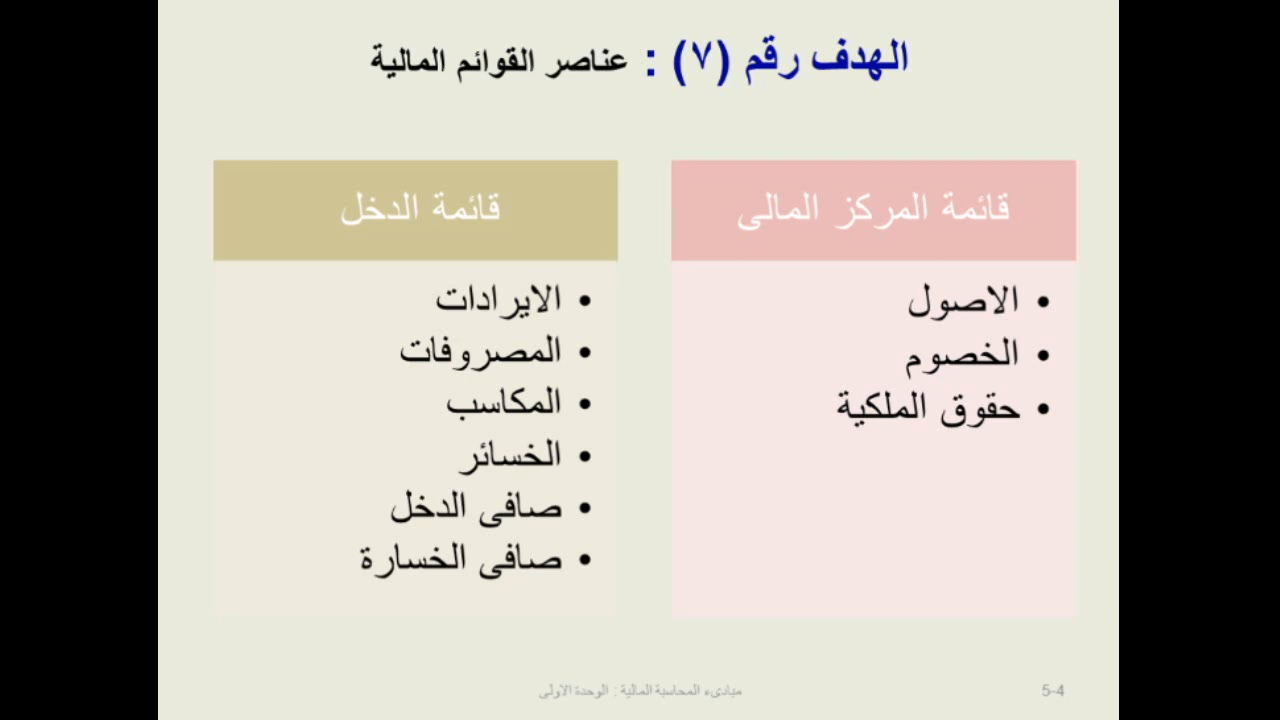 الهدف رقم (٧) : عناصر القوائم المالية
قائمة المركز المالى
• الاصول
• الخصوم
• حقوق الملكية
قائمة الدخل
• الايرادات
• المصروفات
• المكاسب
• الخسائر
• صافى الدخل
• صافى الخسارة
5-4
مبادىء المحاسبة المالية : الوحدة الاولى